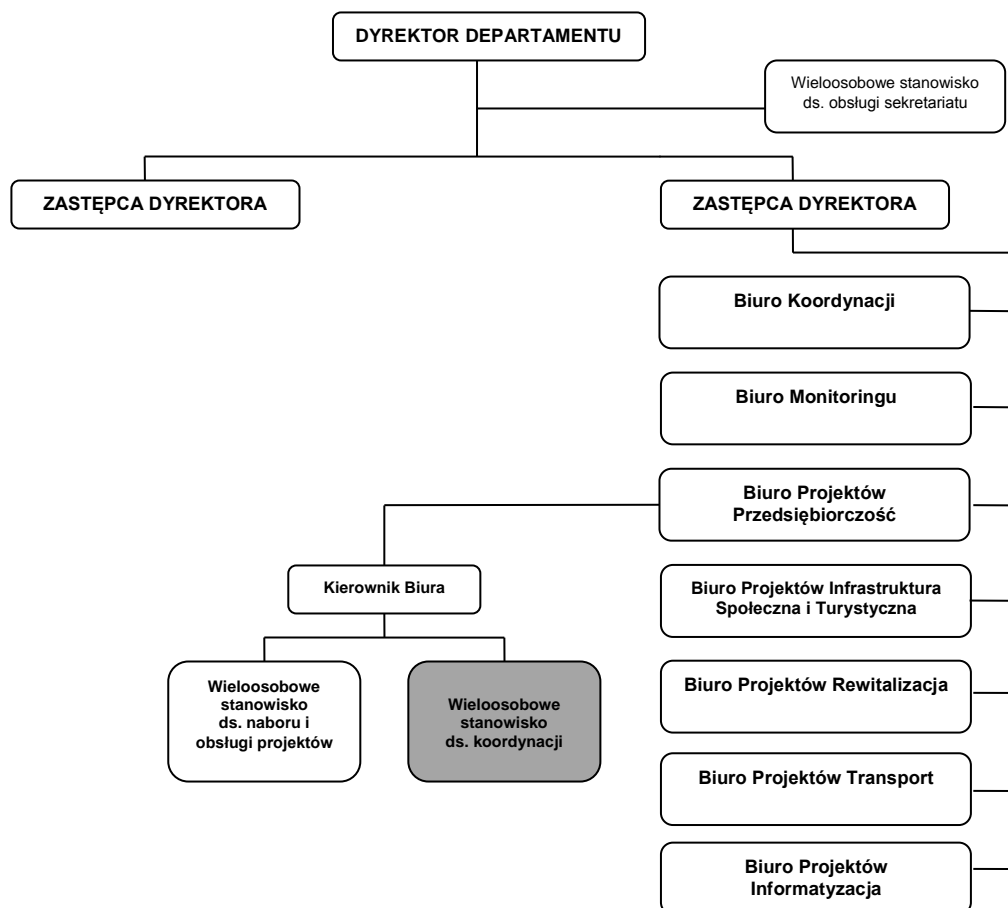 DYREKTOR DEPARTAMENTU
Wieloosobowe stanowisko
ds. obsługi sekretariatu
ZASTĘPCA DYREKTORA
ZASTĘPCA DYREKTORA
Biuro Koordynacji
Biuro Monitoringu
Biuro Projektów
Przedsiębiorczość
Kierownik Biura
Biuro Projektów Infrastruktura
Społeczna i Turystyczna
Wieloosobowe
stanowisko
ds. naboru i
obsługi projektów
Wieloosobowe
stanowisko
ds. koordynacji
Biuro Projektów Rewitalizacja
Biuro Projektów Transport
Biuro Projektów
Informatyzacja